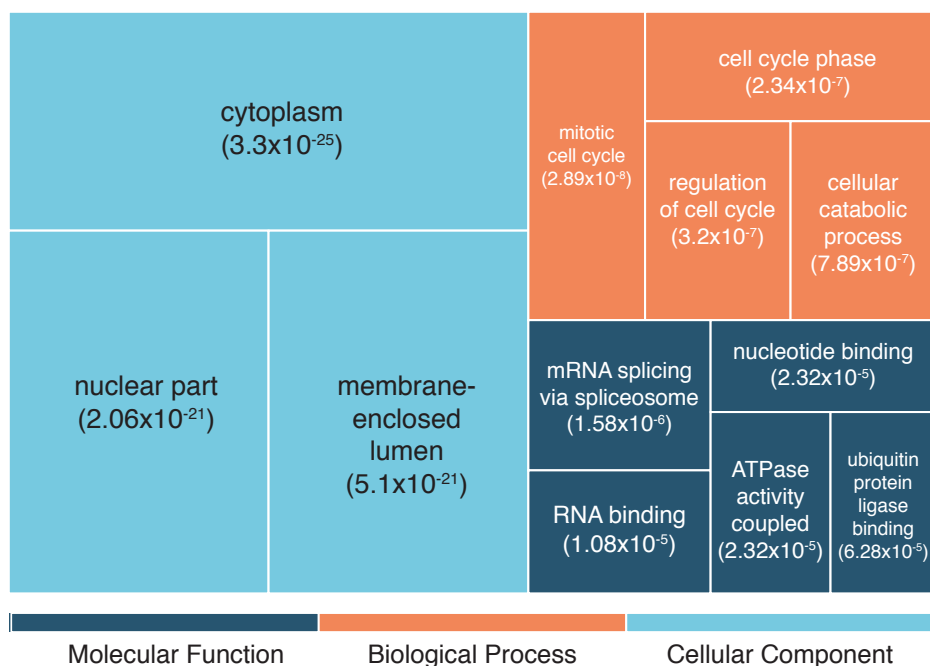 cytoplasm
(3.3x10⁻²⁵)
nuclear part
(2.06x10⁻²¹)
membrane-
enclosed
lumen
(5.1x10⁻²¹)
mitotic
cell cycle
(2.89x10⁻⁸)
cell cycle phase
(2.34x10⁻⁷)
regulation
of cell cycle
(3.2x10⁻⁷)
cellular
catabolic
process
(7.89x10⁻⁷)
mRNA splicing
via spliceosome
(1.58x10⁻⁶)
RNA binding
(1.08x10⁻⁵)
nucleotide binding
(2.32x10⁻⁵)
ATPase
activity
coupled
(2.32x10⁻⁵)
ubiquitin
protein
ligase
binding
(6.28x10⁻⁵)
Molecular Function
Biological Process
Cellular Component